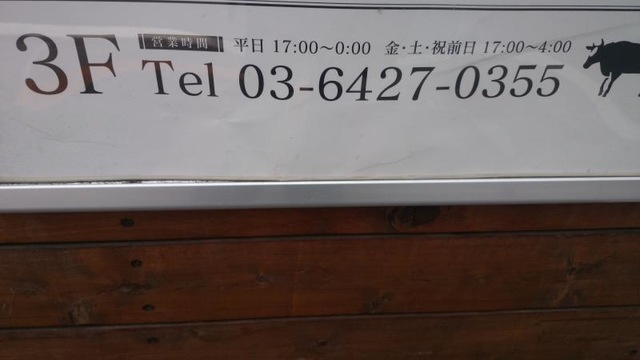 3F 営業時間 平日 17:00～0:00 金・土・祝前日 17:00～4:00
Tel 03-6427-0355